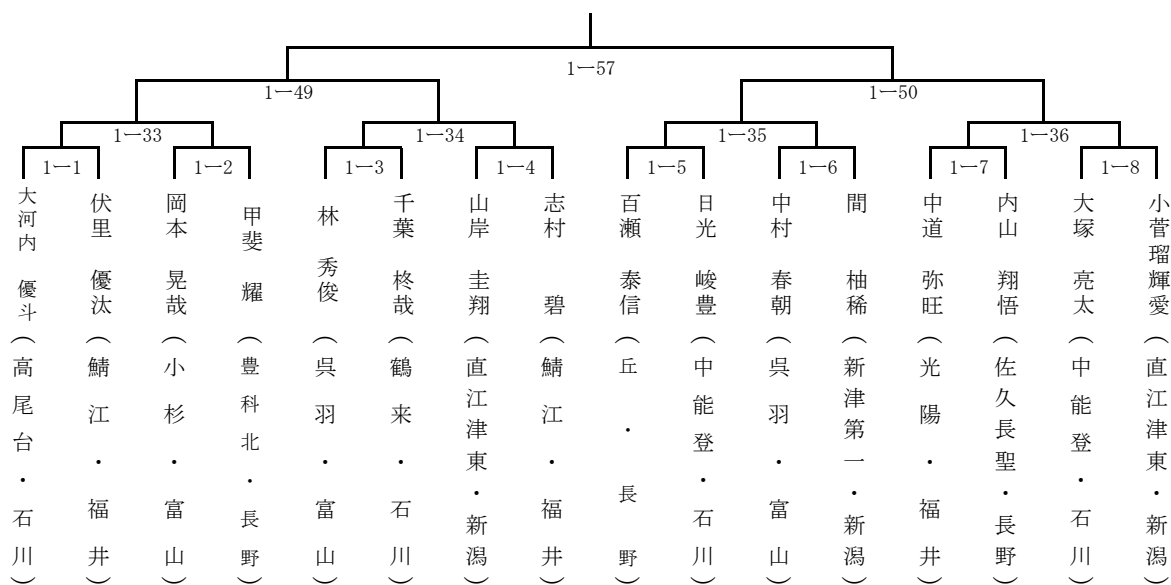 1—57
1—49
1—50
1—33
1—34
1—35
1—36
1—1
1—2
1—3
1—4
1—5
1—6
1—7
1—8
大河内 優斗（高尾台・石川）
伏里 優汰（鯖江・福井）
岡本 晃哉（小杉・富山）
甲斐 耀（豊科北・長野）
林 秀俊（呉羽・富山）
千葉 柊哉（鶴来・石川）
山岸 圭翔（直江津東・新潟）
志村 碧（鯖江・福井）
百瀬 泰信（丘・長野）
日光 峻豊（中能登・石川）
中村 春朝（呉羽・富山）
間 柚稀（新津第一・新潟）
中道 弥旺（光陽・福井）
内山 翔悟（佐久長聖・長野）
大塚 亮太（中能登・石川）
小菅瑠輝愛（直江津東・新潟）